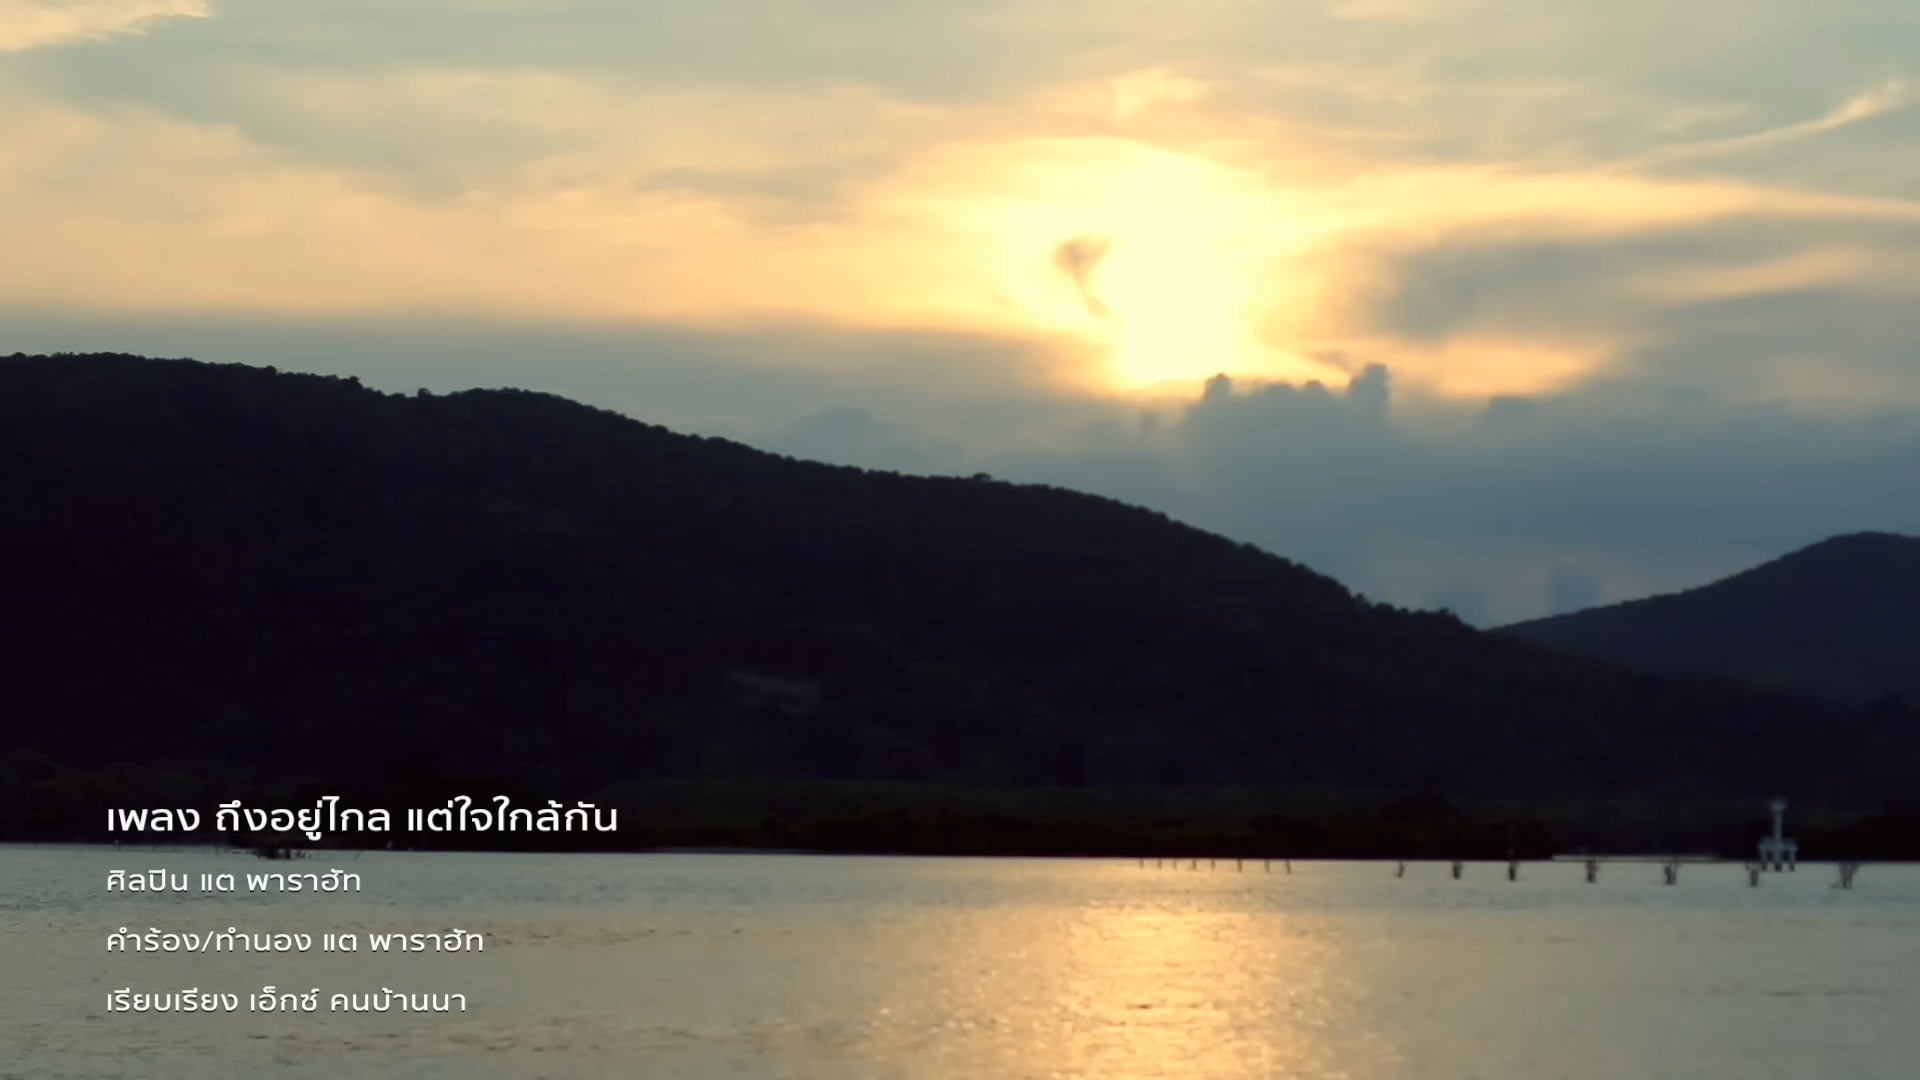 เพลง ถึงอยู่ไกล แต่ใจใกล้กัน
ศิลปิน แต พาราฮัท
คำร้อง/ทำนอง แต พาราฮัท
เรียบเรียง เอ็กซ์ คนบ้านนา